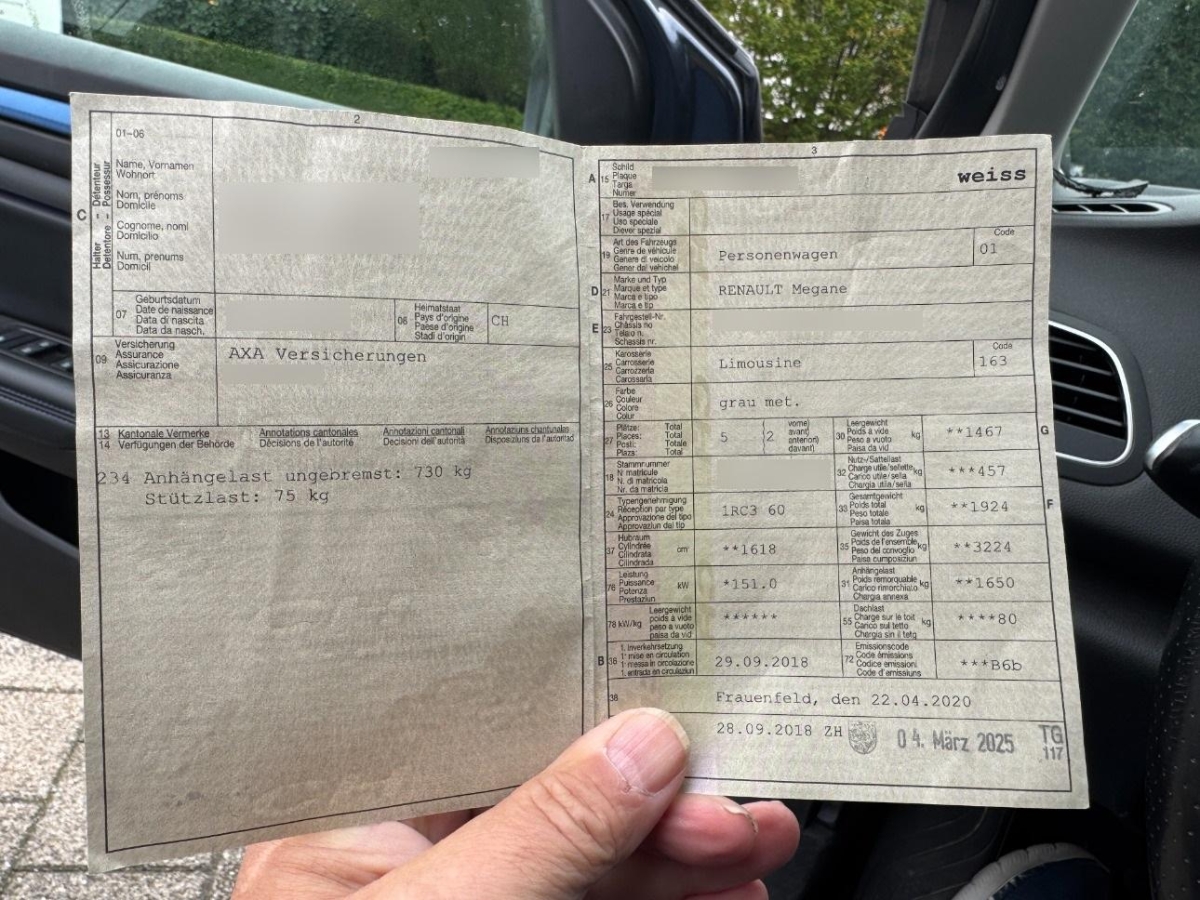 2
01-06
Name, Vornamen
Wohnort
Nom, prénoms
Domicile
Cognome, nomi
Domicilio
Num, prenums
Domicil
C
Halter - Détenteur
Detentore - Possessur
07
Geburtsdatum
Date de naissance
Data di nascita
Data da nasch.
08
Heimatstaat
Pays d'origine
Paese d'origine
Stadi d'origin
CH
09
Versicherung
Assurance
Assicurazione
Assicuranza
AXA Versicherungen
13 Kantonale Vermerke Annotations cantonales Annotazioni cantonali Annotaziuns chantunalas
14 Verfügungen der Behörde Décisions de l'autorité Decisioni dell'autorità Disposiziuns da l'autoritad
234 Anhängelast ungebremst: 730 kg
Stützlast: 75 kg
3
A 15
Schild
Plaque
Targa
Numer
weiss
17
Bes. Verwendung
Usage spécial
Uso speciale
Diever spezial
19
Art des Fahrzeugs
Genre de véhicule
Genere di veicolo
Gener dal vehichel
Personenwagen
Code
01
D 21
Marke und Typ
Marque et type
Marca e tipo
Marca e tip
RENAULT Megane
E 23
Fahrgestell-Nr.
Châssis no
Telaio n.
Schassis nr.
25
Karosserie
Carrosserie
Carrozzeria
Carossaria
Limousine
Code
163
26
Farbe
Couleur
Colore
Colur
grau met.
27
Plätze: Total
Places: Total
Posti: Totale
Plazs: Total
5
(2
vorne)
avant)
anteriori)
davant)
30
Leergewicht
Poids à vide
Peso a vuoto
Paisa da vid
kg
**1467
G
18
Stammnummer
N matricule
N. di matricola
Nr. da matricla
32
Nutz-/Sattellast
Charge utile/sellette
Carico utile/sella
Chargia utila/sella
kg
***457
24
Typengenehmigung
Réception par type
Approvazione del tipo
Approvaziun dal tip
1RC3 60
33
Gesamtgewicht
Poids total
Peso totale
Paisa totala
kg
**1924
F
37
Hubraum
Cylindrée
Cilindrata
Cilindrada
cm³
**1618
35
Gewicht des Zuges
Poids de l'ensemble
Peso del convoglio
Paisa cumposiziun
kg
**3224
76
Leistung
Puissance
Potenza
Prestaziun
kW
*151.0
31
Anhängelast
Poids remorquable
Carico rimorchiato
Chargia annexa
kg
**1650
78 kW/kg
Leergewicht
poids à vide
peso a vuoto
paisa da vid
******
55
Dachlast
Charge sur le toit
Carico sul tetto
Chargia sin il tetg
kg
****80
B 36
1. Inverkehrsetzung
1ʳᵉ mise en circulation
1ᵃ messa in circolazione
1. entrada en circulaziun
29.09.2018
72
Emissionscode
Code émissions
Codice emissioni
Code d'emissiuns
***B6b
38
Frauenfeld, den 22.04.2020
28.09.2018 ZH
04. März 2025
TG
117